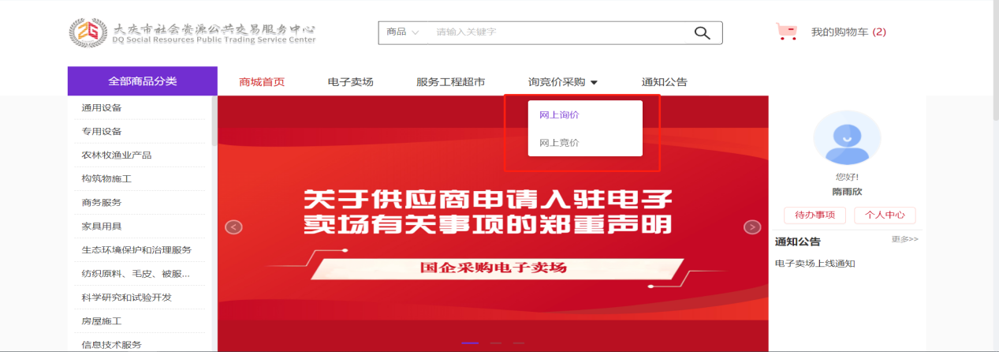 大庆市社会资源公共交易服务中心
DQ Social Resources Public Trading Service Center
商品 请输入关键字
我的购物车 (2)
全部商品分类 商城首页 电子卖场 服务工程超市 询竞价采购 通知公告
通用设备
专用设备
农林牧渔业产品
构筑物施工
商务服务
家具用具
生态环境保护和治理服务
纺织原料、毛皮、被服...
科学研究和试验开发
房屋施工
信息技术服务
网上询价
网上竞价
关于供应商申请入驻电子
卖场有关事项的郑重声明
国企采购电子卖场
您好!
隋雨欣
待办事项 个人中心
通知公告 更多>>
电子卖场上线通知